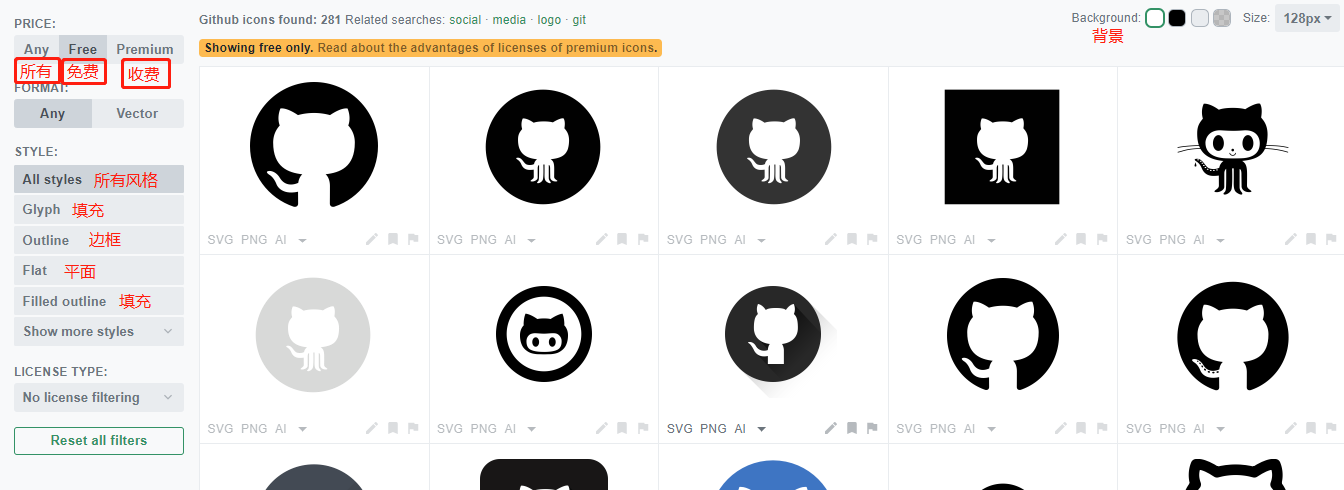 PRICE:
Any Free Premium
所有 免费 收费
FORMAT:
Any Vector
STYLE:
All styles 所有风格
Glyph 填充
Outline 边框
Flat 平面
Filled outline 填充
Show more styles
LICENSE TYPE:
No license filtering
Reset all filters
Github icons found: 281 Related searches: social · media · logo · git
Showing free only. Read about the advantages of licenses of premium icons.
Background: Size: 128px
背景
SVG PNG AI SVG PNG AI SVG PNG AI SVG PNG AI SVG PNG AI
SVG PNG AI SVG PNG AI SVG PNG AI SVG PNG AI SVG PNG AI